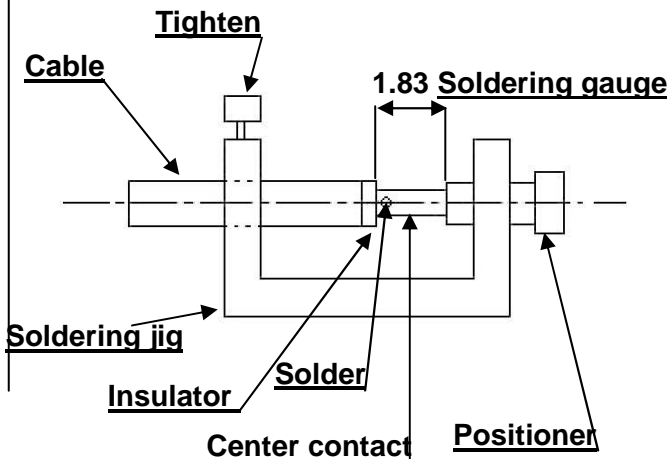 Tighten
Cable
1.83 Soldering gauge
Soldering jig
Solder
Insulator
Positioner
Center contact